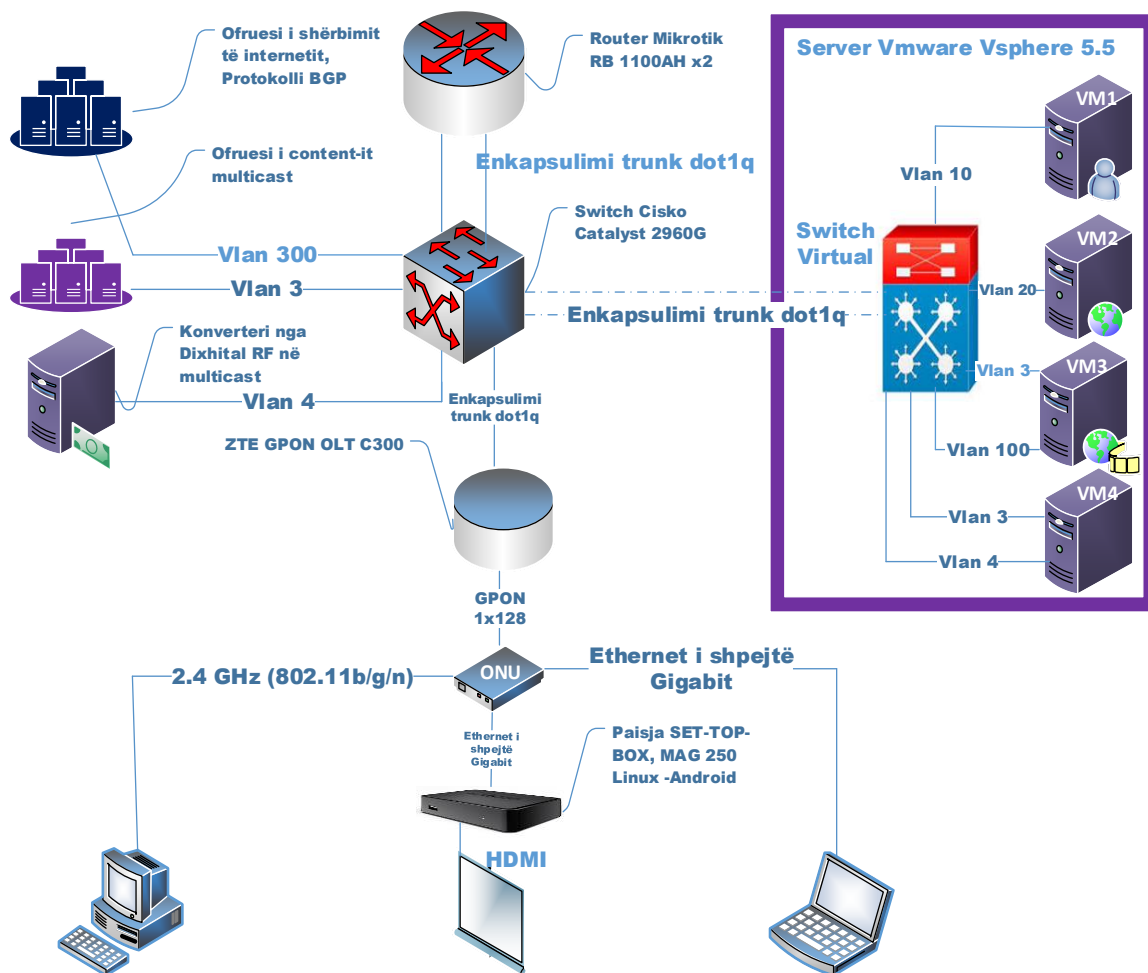 Ofruesi i shërbimit
të internetit,
Protokolli BGP
Router Mikrotik
RB 1100AH x2
Server Vmware Vsphere 5.5
VM1
Ofruesi i content-it
multicast
Enkapsulimi trunk dot1q
Vlan 10
Switch Cisko
Catalyst 2960G
Switch
Virtual
VM2
Vlan 300
Vlan 3
Vlan 20
Enkapsulimi trunk dot1q
Konverteri nga
Dixhital RF në
multicast
Vlan 3
VM3
Vlan 4
Enkapsulimi
trunk dot1q
ZTE GPON OLT C300
Vlan 100
VM4
Vlan 3
Vlan 4
GPON
1x128
2.4 GHz (802.11b/g/n)
ONU
Ethernet i shpejtë
Gigabit
Ethernet i
shpejtë
Gigabit
Paisja SET-TOP-
BOX, MAG 250
Linux -Android
HDMI